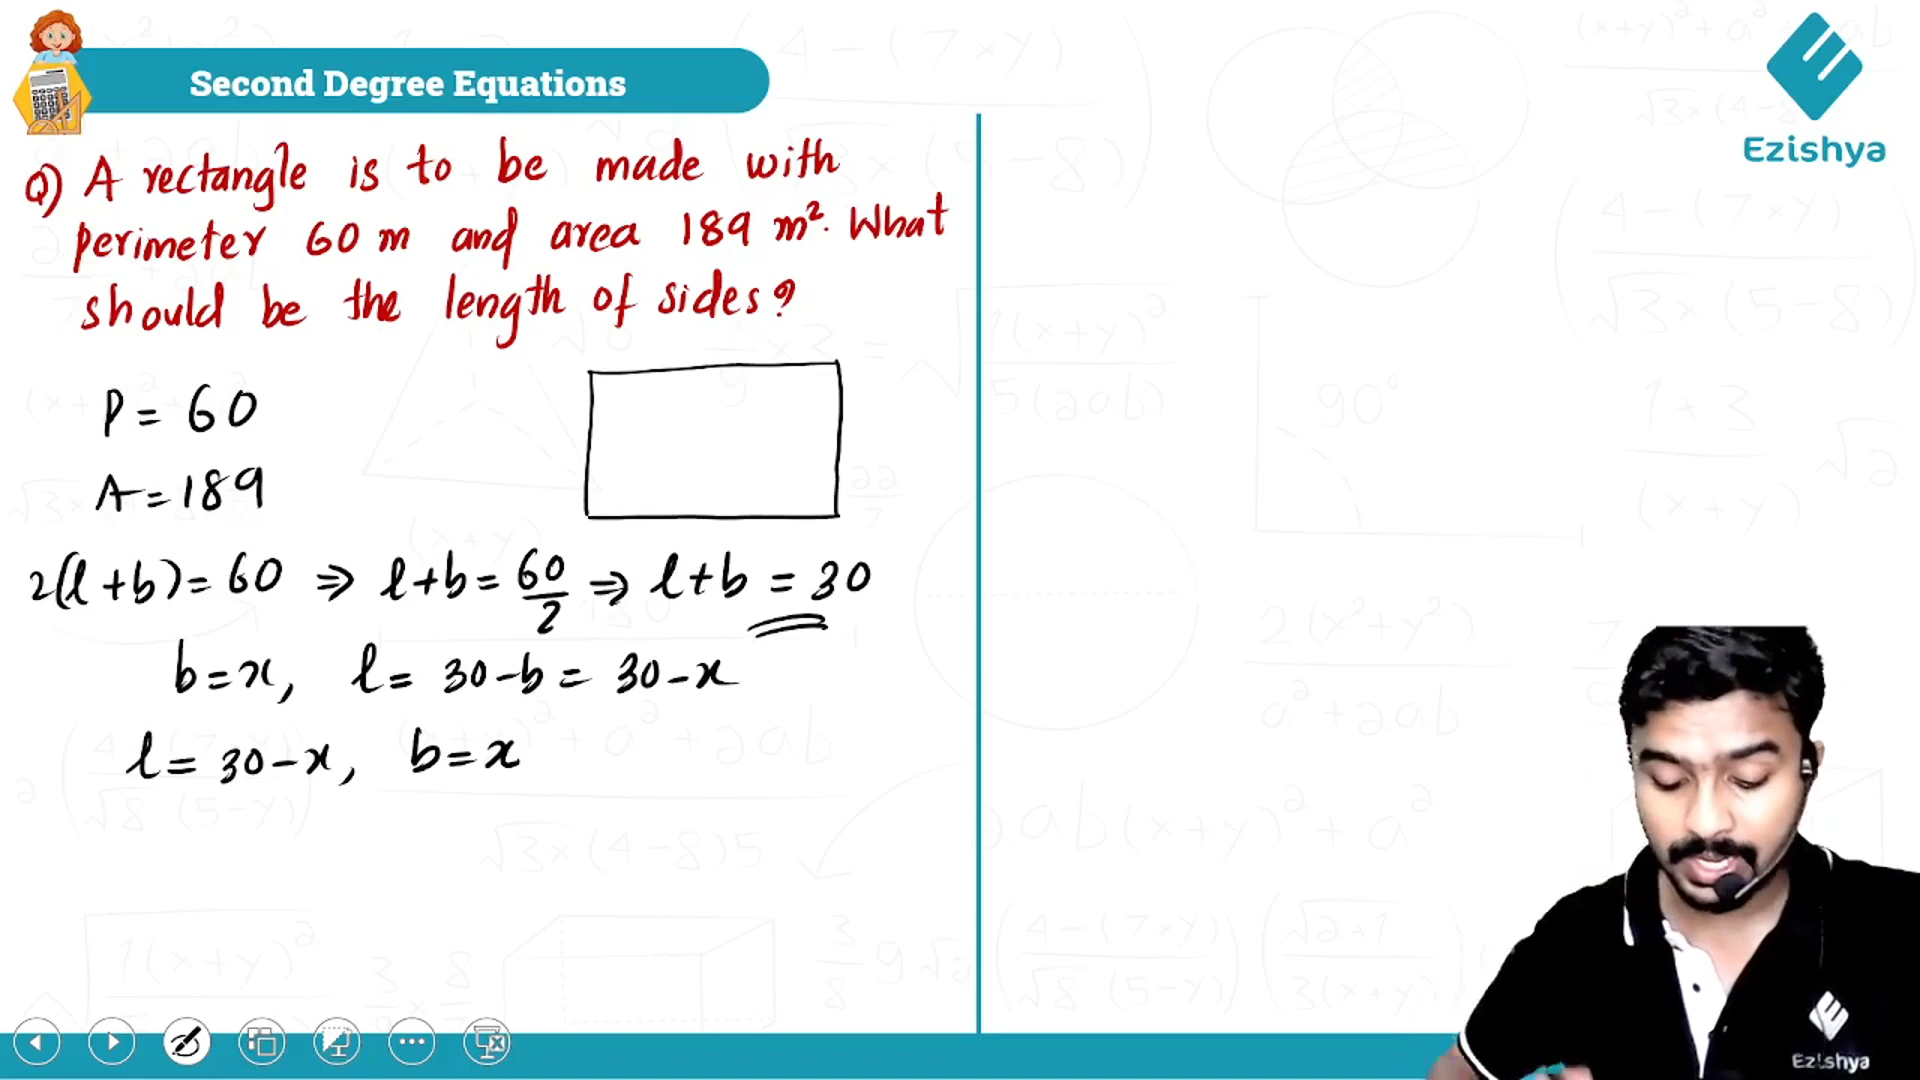 Second Degree Equations
Ezishya
Q) A rectangle is to be made with
perimeter 60 m and area 189 m². What
should be the length of sides?
P = 60
A = 189
2(l+b) = 60 ⇒ l+b = 60/2 ⇒ l+b = 30
b = x, l = 30-b = 30-x
l = 30-x, b = x
Ezishya